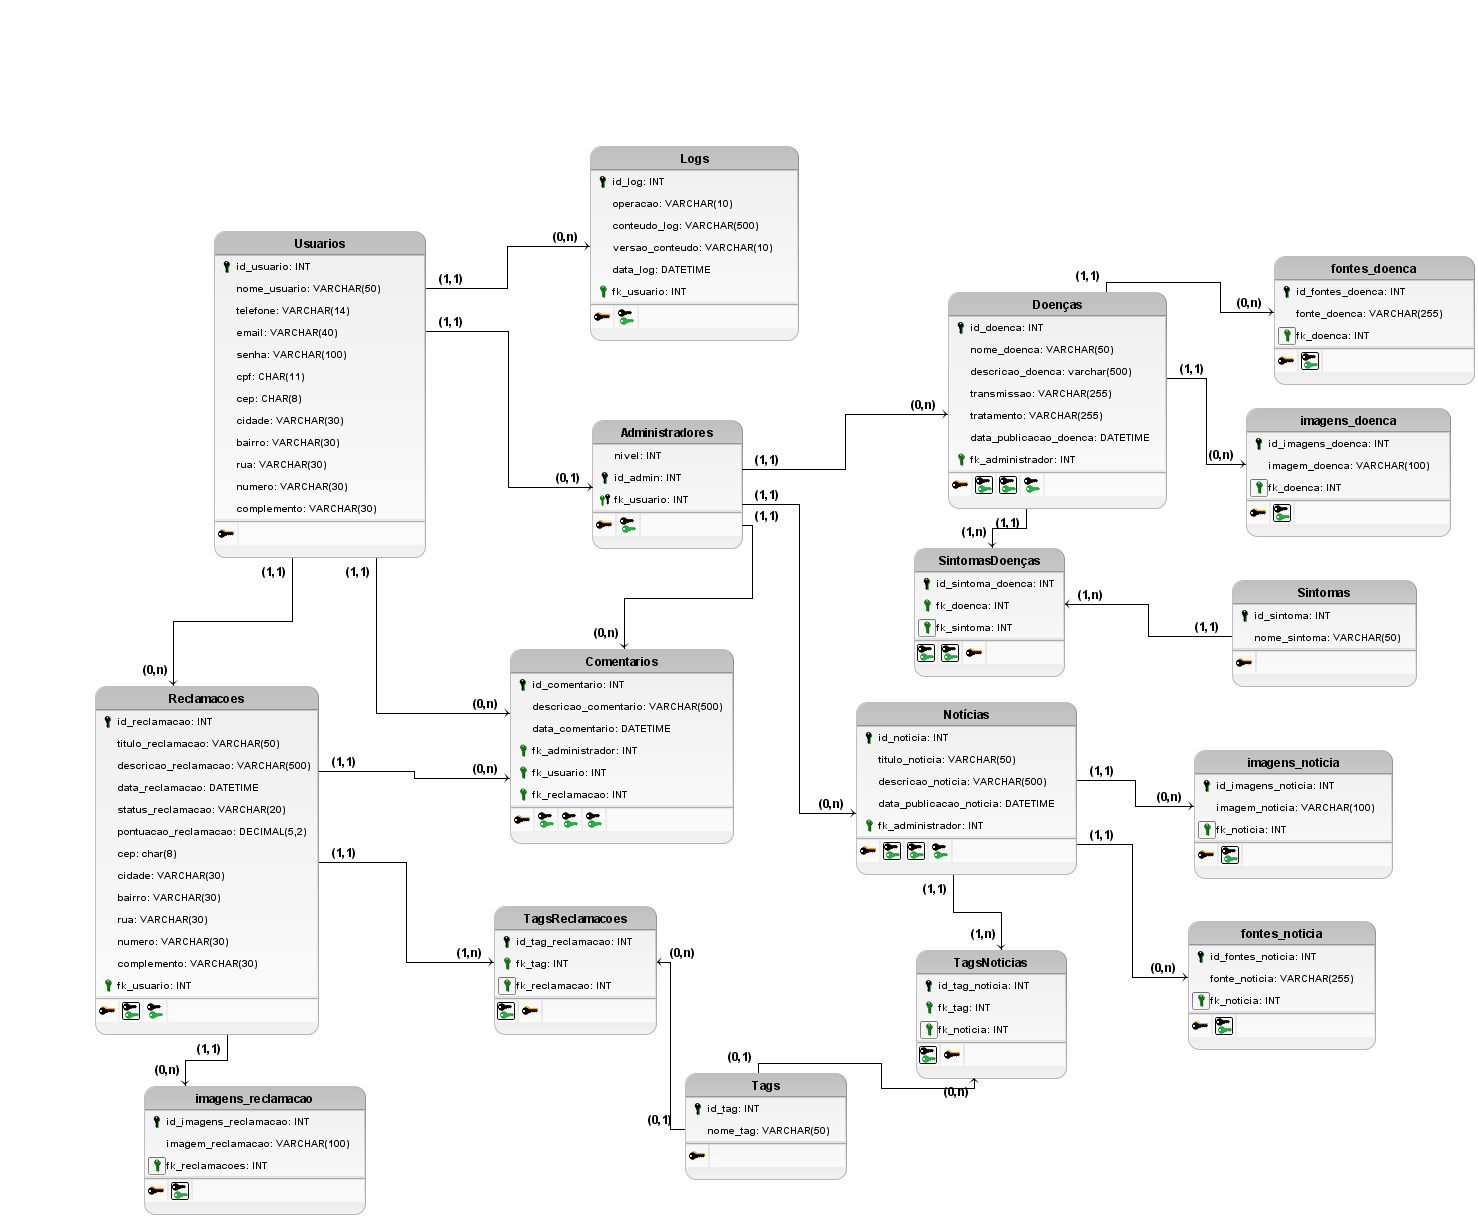 Logs
id_log: INT
operacao: VARCHAR(10)
conteudo_log: VARCHAR(500)
versao_conteudo: VARCHAR(10)
data_log: DATETIME
fk_usuario: INT
(0,n)
Usuarios
id_usuario: INT
nome_usuario: VARCHAR(50)
telefone: VARCHAR(14)
email: VARCHAR(40)
senha: VARCHAR(100)
cpf: CHAR(11)
cep: CHAR(8)
cidade: VARCHAR(30)
bairro: VARCHAR(30)
rua: VARCHAR(30)
numero: VARCHAR(30)
complemento: VARCHAR(30)
(1,1)
(1,1)
(1,1)
(1,1)
(0,1)
Administradores
nivel: INT
id_admin: INT
fk_usuario: INT
(1,1)
(1,1)
(1,1)
(0,n)
Doenças
id_doenca: INT
nome_doenca: VARCHAR(50)
descricao_doenca: varchar(500)
transmissao: VARCHAR(255)
tratamento: VARCHAR(255)
data_publicacao_doenca: DATETIME
fk_administrador: INT
(1,1)
(0,n)
fontes_doenca
id_fontes_doenca: INT
fonte_doenca: VARCHAR(255)
fk_doenca: INT
(1,1)
(0,n)
imagens_doenca
id_imagens_doenca: INT
imagem_doenca: VARCHAR(100)
fk_doenca: INT
(1,n)
(1,1)
SintomasDoenças
id_sintoma_doenca: INT
fk_doenca: INT
fk_sintoma: INT
(1,n)
(1,1)
Sintomas
id_sintoma: INT
nome_sintoma: VARCHAR(50)
(0,n)
Reclamacoes
id_reclamacao: INT
titulo_reclamacao: VARCHAR(50)
descricao_reclamacao: VARCHAR(500)
data_reclamacao: DATETIME
status_reclamacao: VARCHAR(20)
pontuacao_reclamacao: DECIMAL(5,2)
cep: char(8)
cidade: VARCHAR(30)
bairro: VARCHAR(30)
rua: VARCHAR(30)
numero: VARCHAR(30)
complemento: VARCHAR(30)
fk_usuario: INT
(1,1)
(1,1)
(1,1)
(0,n)
(0,n)
(0,n)
Comentarios
id_comentario: INT
descricao_comentario: VARCHAR(500)
data_comentario: DATETIME
fk_administrador: INT
fk_usuario: INT
fk_reclamacao: INT
(0,n)
Notícias
id_noticia: INT
titulo_noticia: VARCHAR(50)
descricao_noticia: VARCHAR(500)
data_publicacao_noticia: DATETIME
fk_administrador: INT
(1,1)
(1,1)
(1,1)
(0,n)
imagens_noticia
id_imagens_noticia: INT
imagem_noticia: VARCHAR(100)
fk_noticia: INT
(0,n)
fontes_noticia
id_fontes_noticia: INT
fonte_noticia: VARCHAR(255)
fk_noticia: INT
(1,n)
TagsReclamacoes
id_tag_reclamacao: INT
fk_tag: INT
fk_reclamacao: INT
(0,n)
(1,n)
TagsNoticias
id_tag_noticia: INT
fk_tag: INT
fk_noticia: INT
(0,1)
(0,n)
(0,1)
Tags
id_tag: INT
nome_tag: VARCHAR(50)
(0,n)
imagens_reclamacao
id_imagens_reclamacao: INT
imagem_reclamacao: VARCHAR(100)
fk_reclamacoes: INT